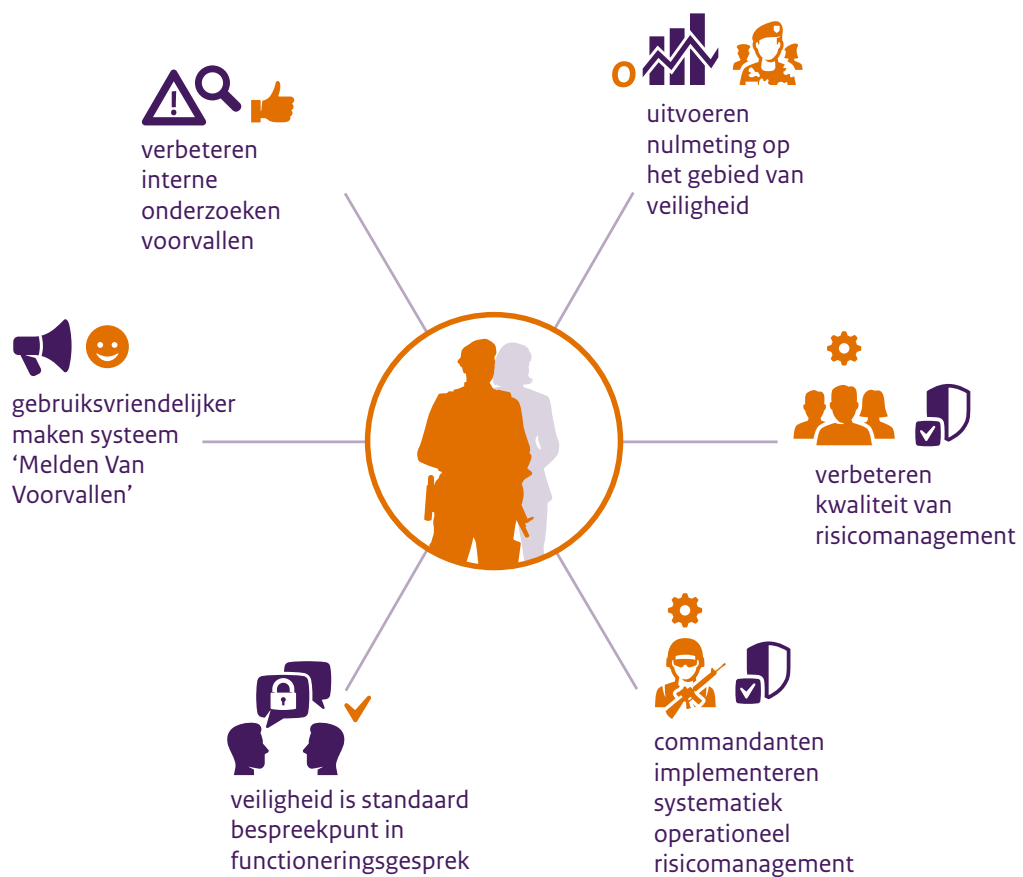 verbeteren
interne
onderzoeken
voorvallen
O
uitvoeren
nulmeting op
het gebied van
veiligheid
gebruiksvriendelijker
maken systeem
‘Melden Van
Voorvallen’
verbeteren
kwaliteit van
risicomanagement
veiligheid is standaard
bespreekpunt in
functioneringsgesprek
commandanten
implementeren
systematiek
operationeel
risicomanagement